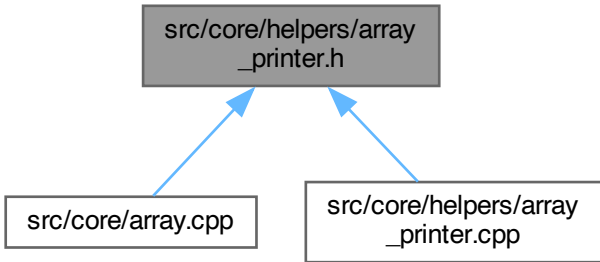 src/core/helpers/array
_printer.h
src/core/array.cpp
src/core/helpers/array
_printer.cpp